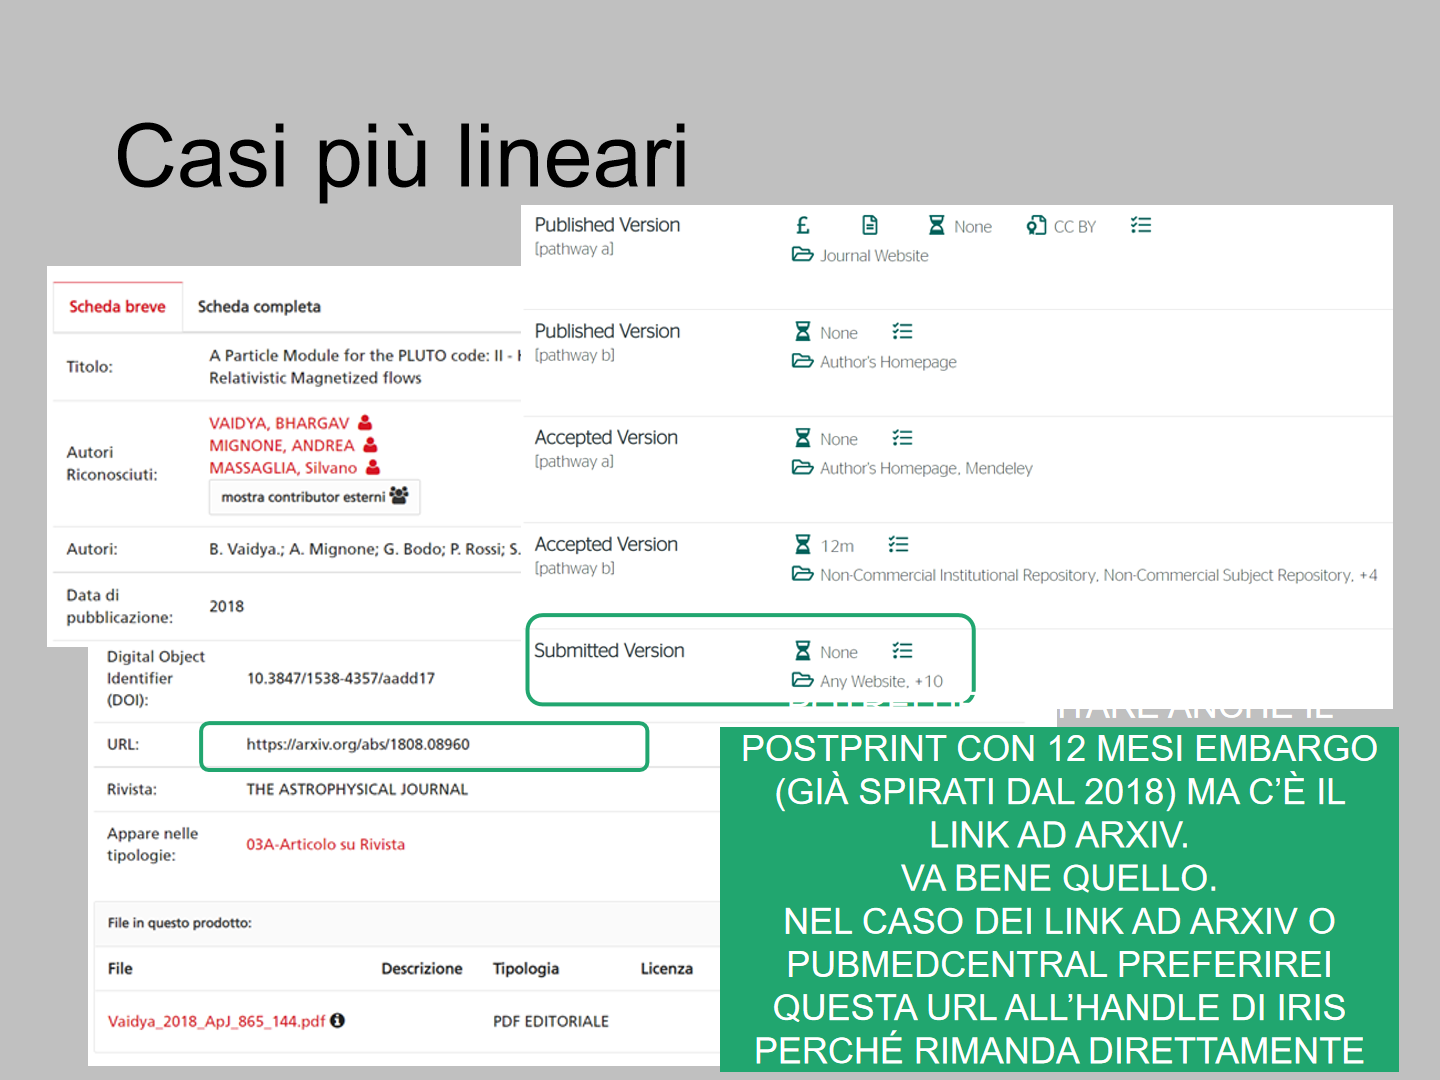 Casi più lineari
Scheda breve Scheda completa
Titolo: A Particle Module for the PLUTO code: II -
Relativistic Magnetized flows
Autori Riconosciuti: VAIDYA, BHARGAV
MIGNONE, ANDREA
MASSAGLIA, Silvano
mostra contributor esterni
Autori: B. Vaidya.; A. Mignone; G. Bodo; P. Rossi; S.
Data di pubblicazione: 2018
Digital Object Identifier (DOI): 10.3847/1538-4357/aadd17
URL: https://arxiv.org/abs/1808.08960
Rivista: THE ASTROPHYSICAL JOURNAL
Appare nelle tipologie: 03A-Articolo su Rivista
File in questo prodotto:
File Descrizione Tipologia Licenza
Vaidya_2018_ApJ_865_144.pdf PDF EDITORIALE
Published Version £ None CC BY
[pathway a] Journal Website
Published Version None
[pathway b] Author's Homepage
Accepted Version None
[pathway a] Author's Homepage, Mendeley
Accepted Version 12m
[pathway b] Non-Commercial Institutional Repository, Non-Commercial Subject Repository, +4
Submitted Version None
Any Website, +10
ANCHE IL
POSTPRINT CON 12 MESI EMBARGO
(GIÀ SPIRATI DAL 2018) MA C’È IL
LINK AD ARXIV.
VA BENE QUELLO.
NEL CASO DEI LINK AD ARXIV O
PUBMEDCENTRAL PREFERIREI
QUESTA URL ALL’HANDLE DI IRIS
PERCHÉ RIMANDA DIRETTAMENTE